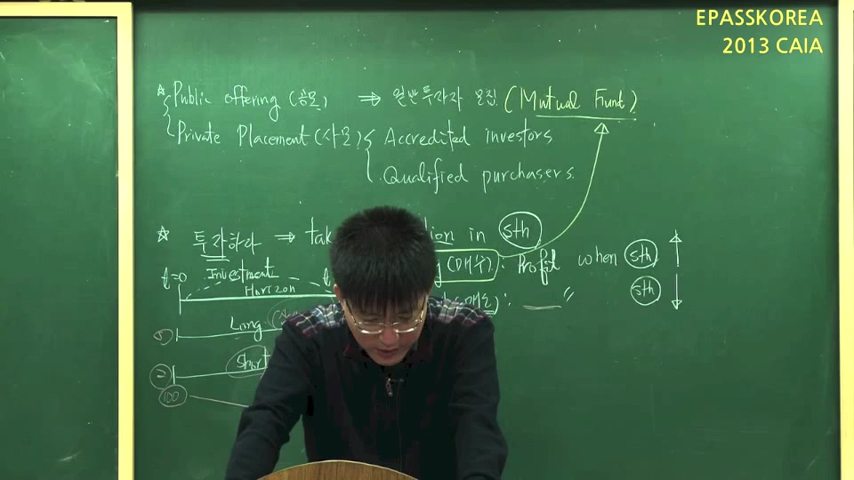 EPASSKOREA
2013 CAIA
Public offering (공모) ⇒ 일반투자자 모집 (Mutual Fund)
Private Placement (사모) Accredited investors
Qualified purchasers
투자하다 ⇒ in sth
(매수): Profit when sth ↑
t=0 Investment
Horizon
(매도): 〃 sth ↓
Long
Short
100